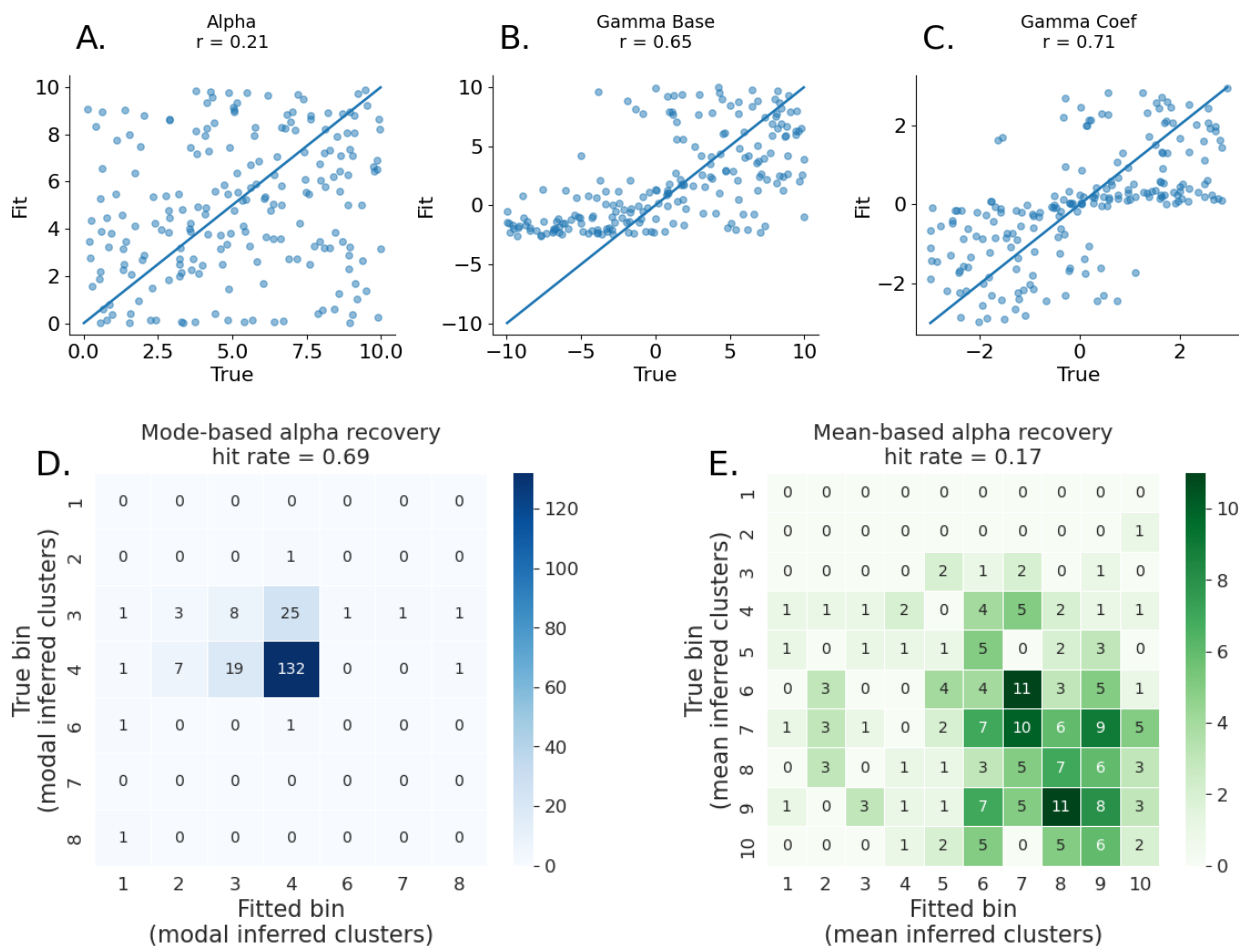 A.
Alpha
r = 0.21
10
8
6
4
2
0
Fit
0.0 2.5 5.0 7.5 10.0
True
B.
Gamma Base
r = 0.65
10
5
0
−5
−10
Fit
−10 −5 0 5 10
True
C.
Gamma Coef
r = 0.71
2
0
−2
Fit
−2 0 2
True
D.
Mode-based alpha recovery
hit rate = 0.69
True bin
(modal inferred clusters)
1 0 0 0 0 0 0 0
2 0 0 0 1 0 0 0
3 1 3 8 25 1 1 1
4 1 7 19 132 0 0 1
6 1 0 0 1 0 0 0
7 0 0 0 0 0 0 0
8 1 0 0 0 0 0 0
1 2 3 4 6 7 8
Fitted bin
(modal inferred clusters)
120
100
80
60
40
20
0
E.
Mean-based alpha recovery
hit rate = 0.17
True bin
(mean inferred clusters)
1 0 0 0 0 0 0 0 0 0 0
2 0 0 0 0 0 0 0 0 0 1
3 0 0 0 0 2 1 2 0 1 0
4 1 1 1 2 0 4 5 2 1 1
5 1 0 1 1 1 5 0 2 3 0
6 0 3 0 0 4 4 11 3 5 1
7 1 3 1 0 2 7 10 6 9 5
8 0 3 0 1 1 3 5 7 6 3
9 1 0 3 1 1 7 5 11 8 3
10 0 0 0 1 2 5 0 5 6 2
1 2 3 4 5 6 7 8 9 10
Fitted bin
(mean inferred clusters)
10
8
6
4
2
0